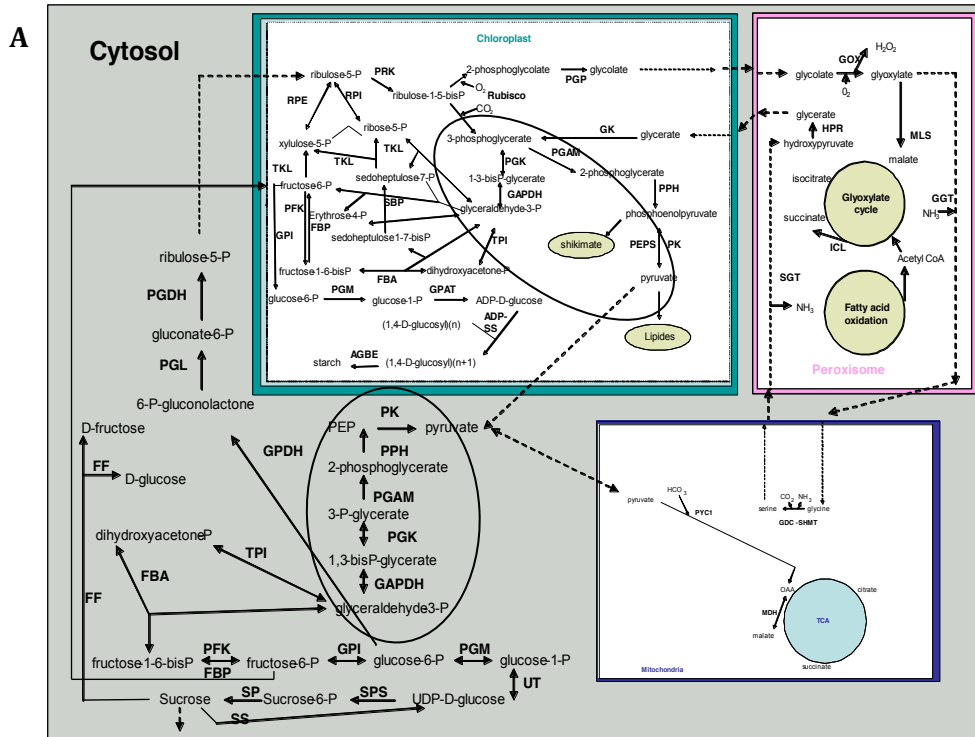 A
Cytosol
Chloroplast
ribulose-5-P
PRK
2-phosphoglycolate
PGP
glycolate
RPE
RPI
ribulose-1-5-bisP
O2
Rubisco
CO2
ribose-5-P
3-phosphoglycerate
GK
glycerate
xylulose-5-P
TKL
TKL
PGK
PGAM
2-phosphoglycerate
TKL
sedoheptulose-7-P
1-3-bisP-glycerate
fructose-6-P
GAPDH
PPH
PFK
SBP
Erythrose-4-P
glyceraldehyde-3-P
phosphoenolpyruvate
GPI
FBP
sedoheptulose1-7-bisP
TPI
shikimate
PEPS
PK
fructose1-6-bisP
FBA
dihydroxyacetone-P
pyruvate
glucose-6-P
PGM
glucose-1-P
GPAT
ADP-D-glucose
(1,4-D-glucosyl)(n)
ADP-
SS
Lipides
starch
AGBE
(1,4-D-glucosyl)(n+1)
glycolate
GOX
H2O2
glyoxylate
O2
glycerate
HPR
hydroxypyruvate
MLS
malate
isocitrate
Glyoxylate
cycle
GGT
NH3
succinate
ICL
Acetyl CoA
SGT
NH3
Fatty acid
oxidation
Peroxisome
ribulose-5-P
PGDH
gluconate-6-P
PGL
6-P-gluconolactone
D-fructose
FF
D-glucose
GPDH
PEP
PK
pyruvate
PPH
2-phosphoglycerate
PGAM
3-P-glycerate
PGK
1,3-bisP-glycerate
GAPDH
glyceraldehyde3-P
dihydroxyacetoneP
TPI
FBA
FF
fructose-1-6-bisP
PFK
FBP
fructose-6-P
GPI
glucose-6-P
PGM
glucose-1-P
UT
Sucrose
SP
Sucrose-6-P
SPS
UDP-D-glucose
SS
pyruvate
HCO3
PYC1
serine
CO2
NH3
glycine
GDC -SHMT
OAA
citrate
MDH
TCA
malate
succinate
Mitochondria